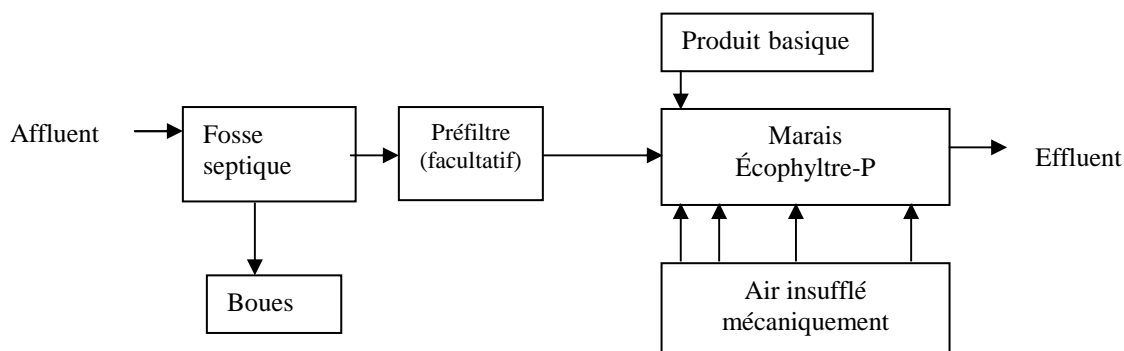 Produit basique
Affluent
Fosse
septique
Préfiltre
(facultatif)
Marais
Écophyltre-P
Effluent
Boues
Air insufflé
mécaniquement